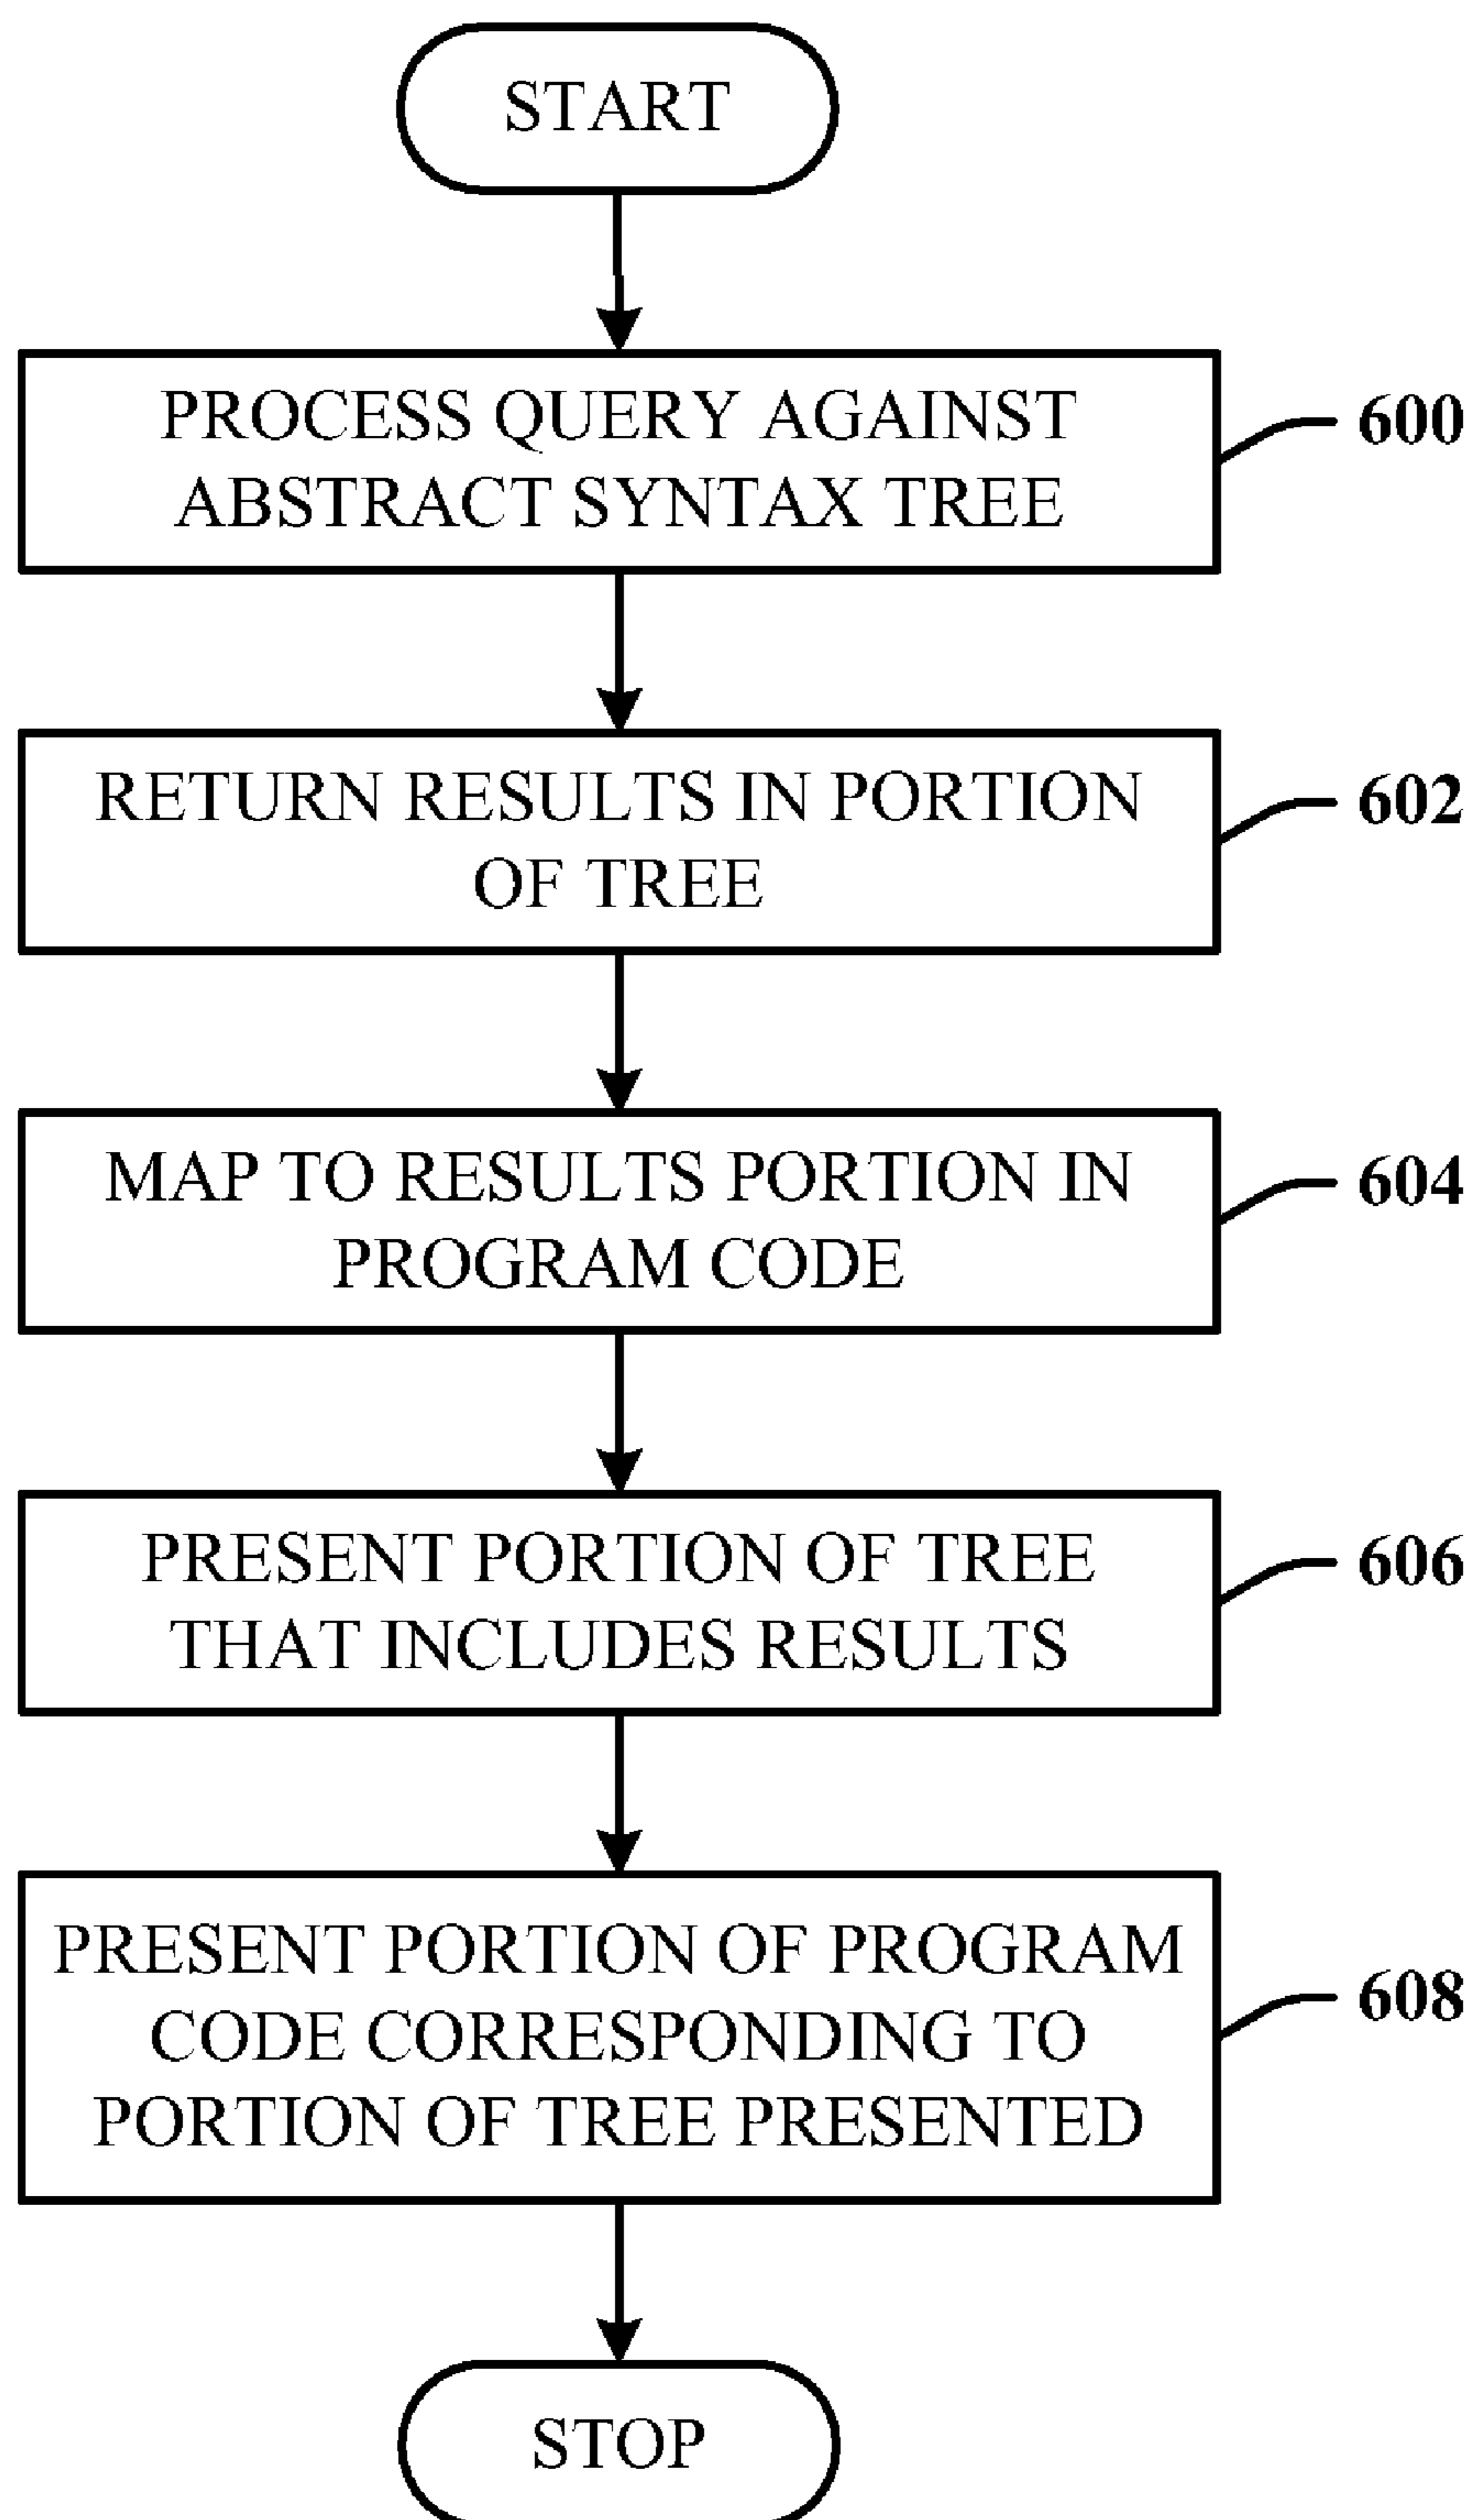 START
PROCESS QUERY AGAINST
ABSTRACT SYNTAX TREE
600
RETURN RESULTS IN PORTION
OF TREE
602
MAP TO RESULTS PORTION IN
PROGRAM CODE
604
PRESENT PORTION OF TREE
THAT INCLUDES RESULTS
606
PRESENT PORTION OF PROGRAM
CODE CORRESPONDING TO
PORTION OF TREE PRESENTED
608
STOP